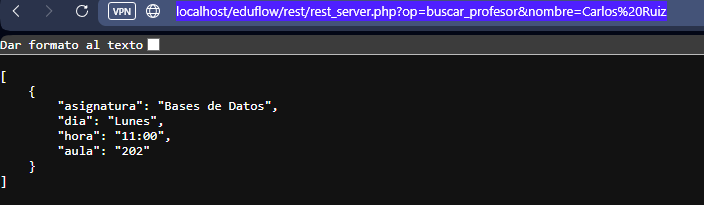 VPN localhost/eduflow/rest/rest_server.php?op=buscar_profesor&nombre=Carlos%20Ruiz
Dar formato al texto
[
    {
        "asignatura": "Bases de Datos",
        "dia": "Lunes",
        "hora": "11:00",
        "aula": "202"
    }
]